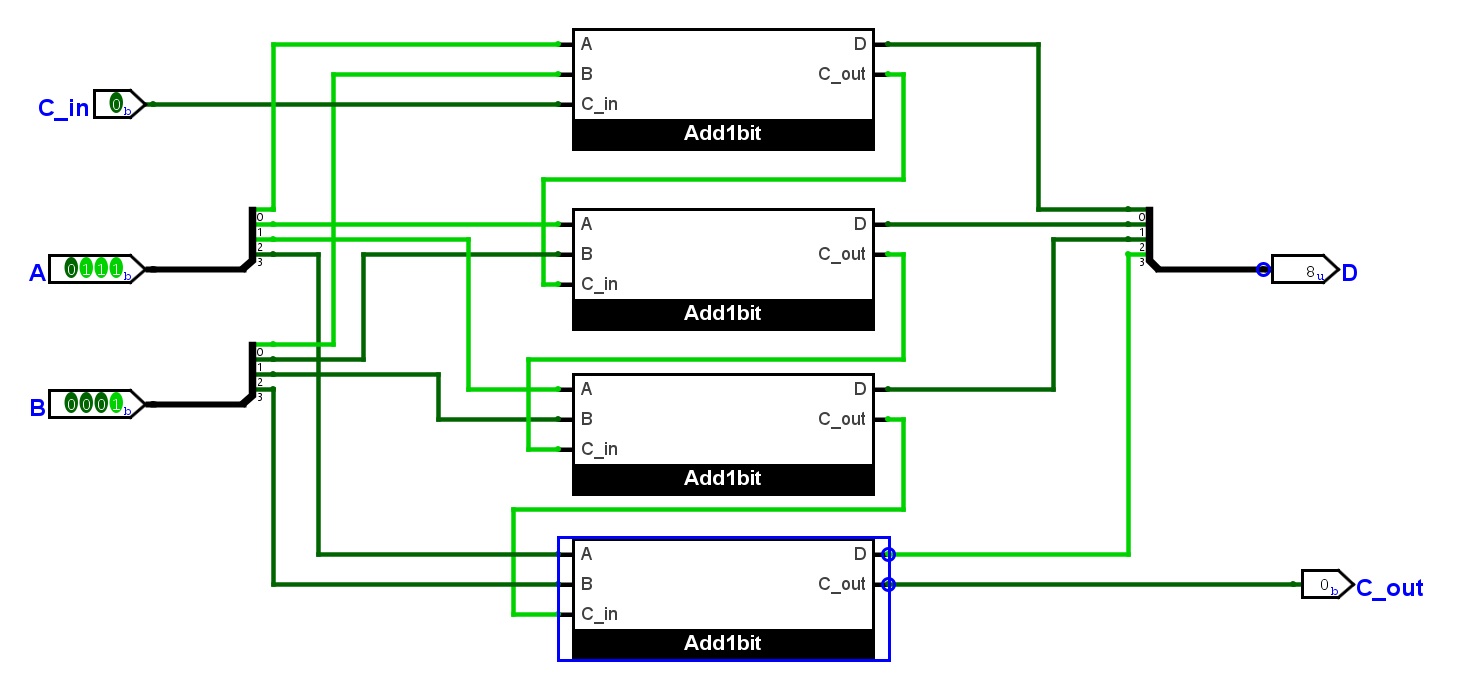 A D
B C_out
C_in
Add1bit
C_in 0b
A 0111b
0
1
2
3
A D
B C_out
C_in
Add1bit
0
1
2
3
8u D
B 0001b
0
1
2
3
A D
B C_out
C_in
Add1bit
A D
B C_out
C_in
Add1bit
0b C_out